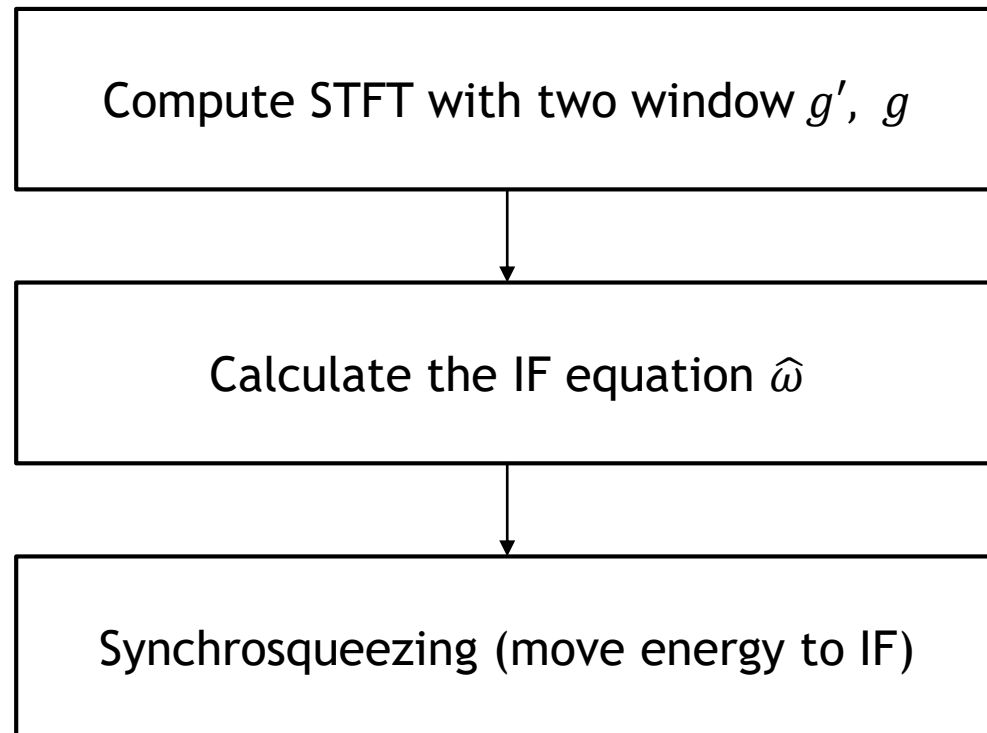 Compute STFT with two window g′, g
Calculate the IF equation ω̂
Synchrosqueezing (move energy to IF)